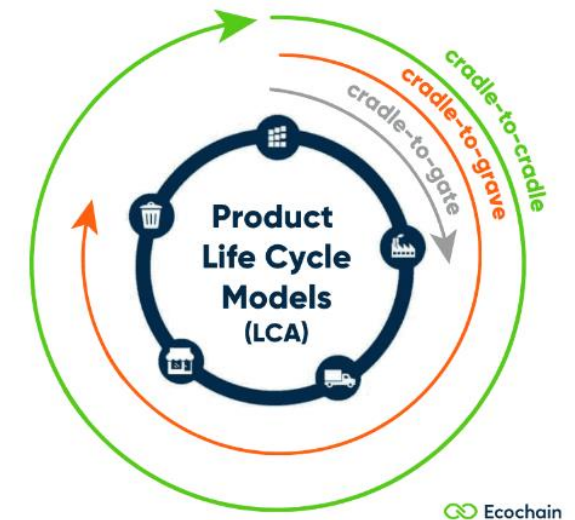 cradle-to-cradle
cradle-to-grave
cradle-to-gate
Product
Life Cycle
Models
(LCA)
Ecochain